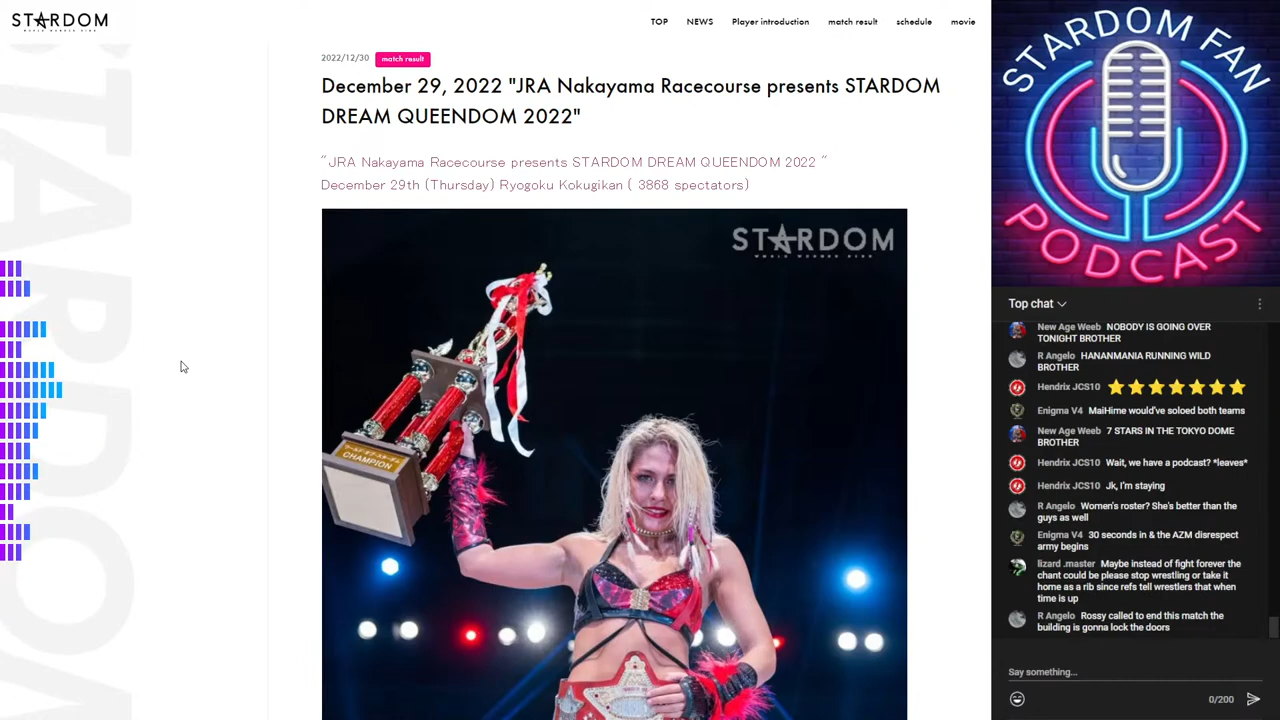 STARDOM
TOP NEWS Player introduction match result schedule movie
2022/12/30 match result
December 29, 2022 "JRA Nakayama Racecourse presents STARDOM
DREAM QUEENDOM 2022"
"JRA Nakayama Racecourse presents STARDOM DREAM QUEENDOM 2022 "
December 29th (Thursday) Ryogoku Kokugikan ( 3868 spectators)
STARDOM
CHAMPION
STARDOM FAN
PODCAST
Top chat
New Age Weeb NOBODY IS GOING OVER
TONIGHT BROTHER
R Angelo HANANMANIA RUNNING WILD
BROTHER
Hendrix JCS10
Enigma V4 MaiHime would've soloed both teams
New Age Weeb 7 STARS IN THE TOKYO DOME
BROTHER
Hendrix JCS10 Wait, we have a podcast? *leaves*
Hendrix JCS10 Jk, I'm staying
R Angelo Women's roster? She's better than the
guys as well
Enigma V4 30 seconds in & the AZM disrespect
army begins
lizard .master Maybe instead of fight forever the
chant could be please stop wrestling or take it
home as a rib since refs tell wrestlers that when
time is up
R Angelo Rossy called to end this match the
building is gonna lock the doors
Say something...
0/200